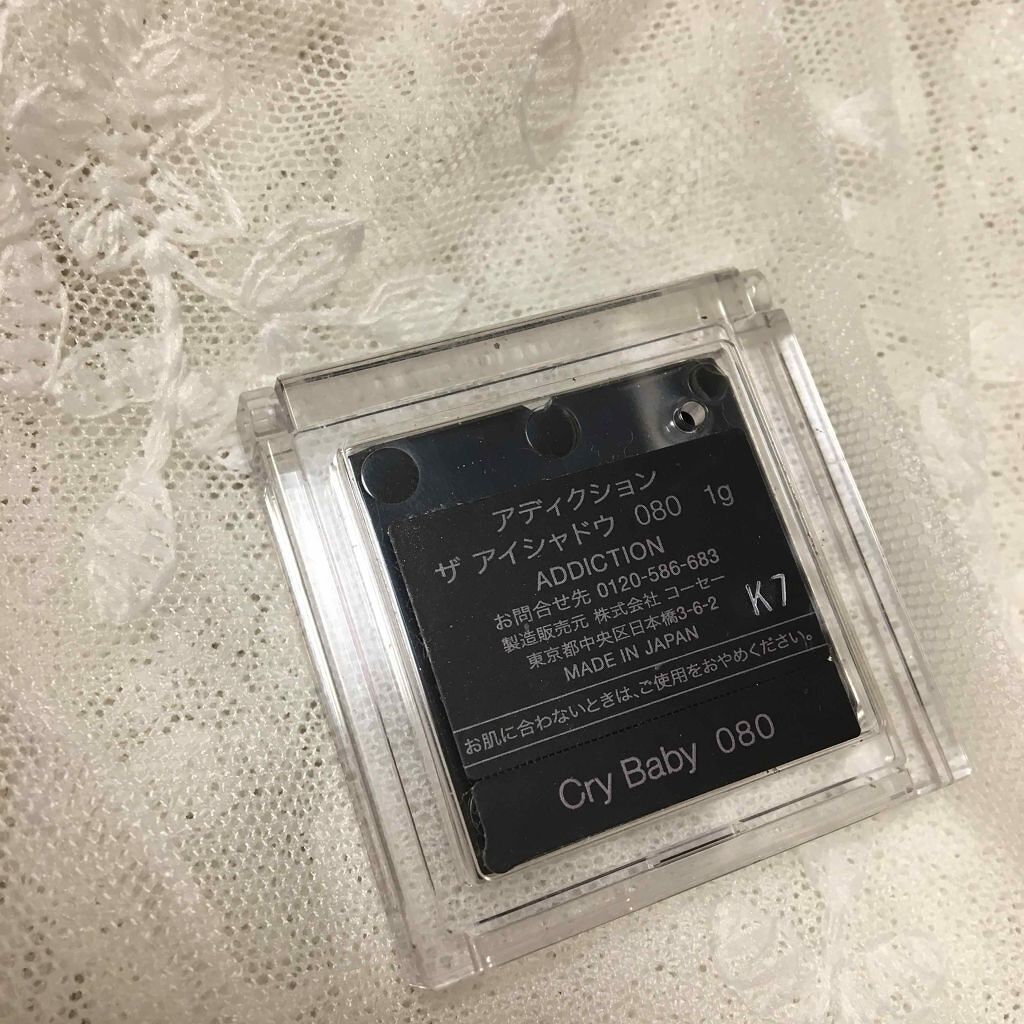 アディクション
ザ アイシャドウ 080 1g
ADDICTION
お問合せ先 0120-586-683
製造販売元 株式会社 コーセー
東京都中央区日本橋3-6-2
MADE IN JAPAN
K7
お肌に合わないときは、ご使用をおやめください。
Cry Baby 080